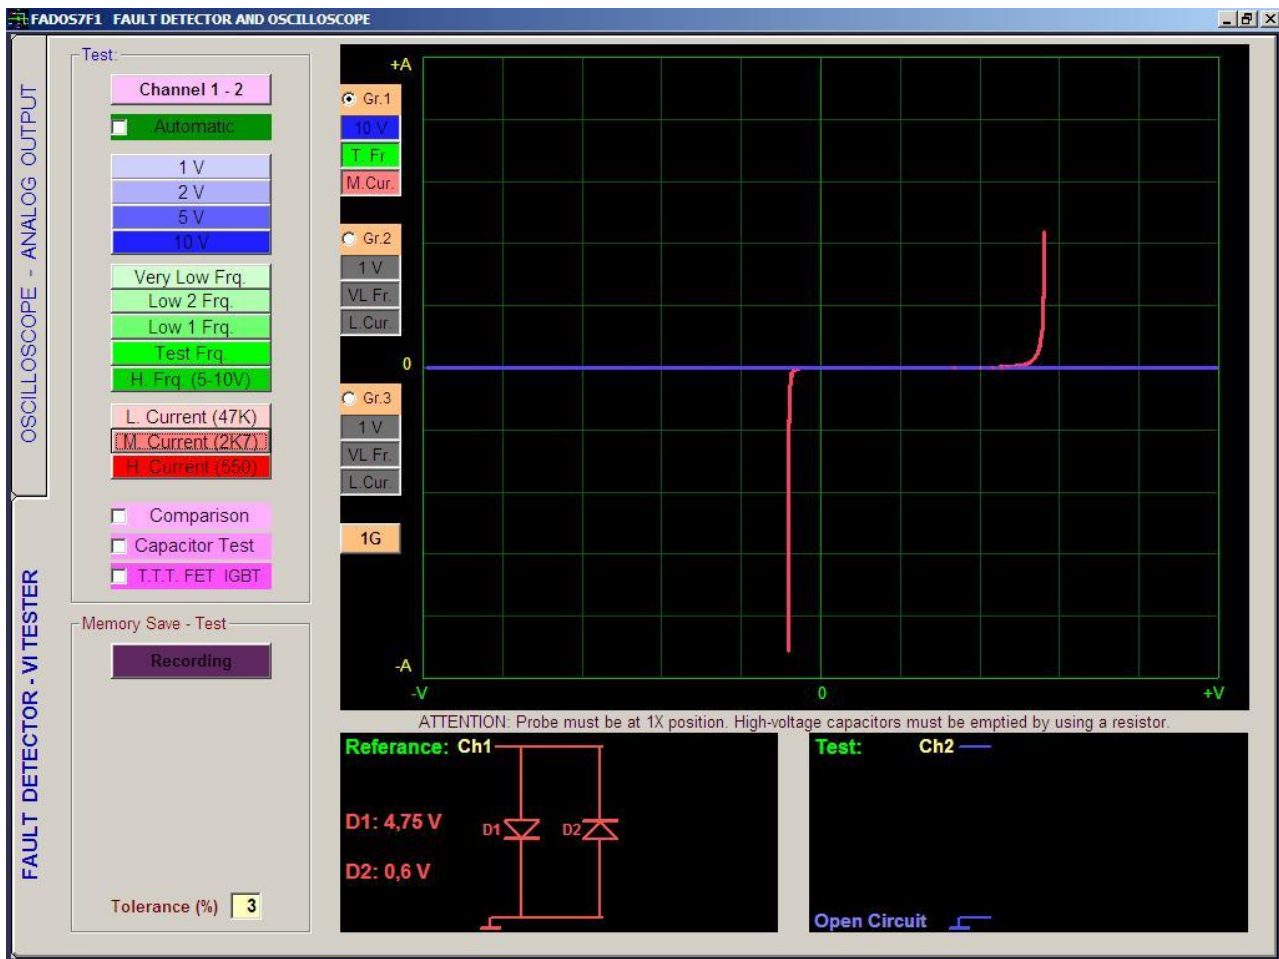 FADOS7F1 FAULT DETECTOR AND OSCILLOSCOPE
OSCILLOSCOPE - ANALOG OUTPUT
FAULT DETECTOR - VI TESTER
Test:
Channel 1 - 2
Automatic
1 V
2 V
5 V
10 V
Very Low Frq.
Low 2 Frq.
Low 1 Frq.
Test Frq.
H. Frq. (5-10V)
L. Current (47K)
M. Current (2K7)
H. Current (550)
Comparison
Capacitor Test
T.T.T. FET IGBT
Memory Save - Test
Recording
Tolerance (%) 3
Gr.1
10 V
T. Fr.
M.Cur.
Gr.2
1 V
VL Fr.
L.Cur.
Gr.3
1 V
VL Fr.
L.Cur.
1G
+A
0
-A
-V 0 +V
ATTENTION: Probe must be at 1X position. High-voltage capacitors must be emptied by using a resistor.
Referance: Ch1
D1: 4,75 V
D1 D2
D2: 0,6 V
Test: Ch2
Open Circuit